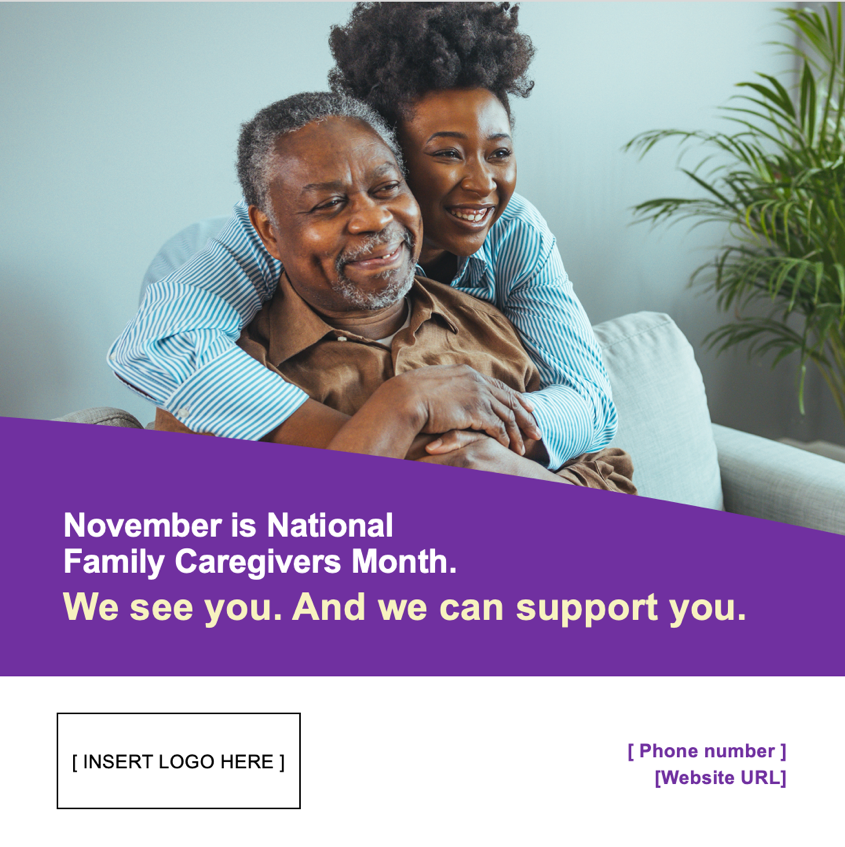 November is National
Family Caregivers Month.
We see you. And we can support you.
[ INSERT LOGO HERE ]
[ Phone number ]
[Website URL]